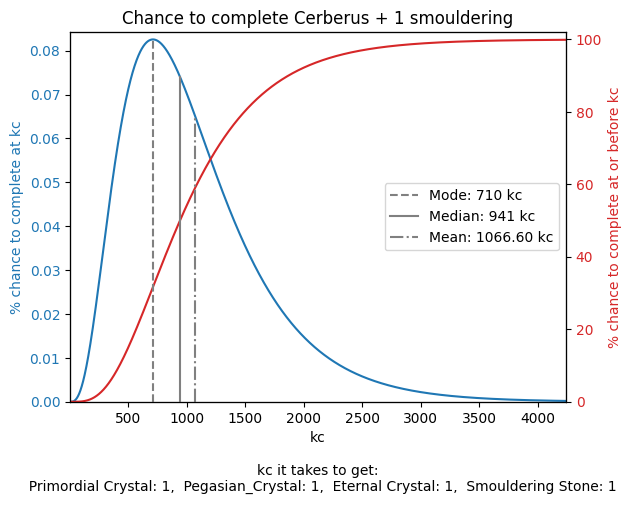 Chance to complete Cerberus + 1 smouldering
% chance to complete at kc
0.08
0.07
0.06
0.05
0.04
0.03
0.02
0.01
0.00
100
80
60
40
20
0
% chance to complete at or before kc
Mode: 710 kc
Median: 941 kc
Mean: 1066.60 kc
500 1000 1500 2000 2500 3000 3500 4000
kc
kc it takes to get:
Primordial Crystal: 1,  Pegasian_Crystal: 1,  Eternal Crystal: 1,  Smouldering Stone: 1